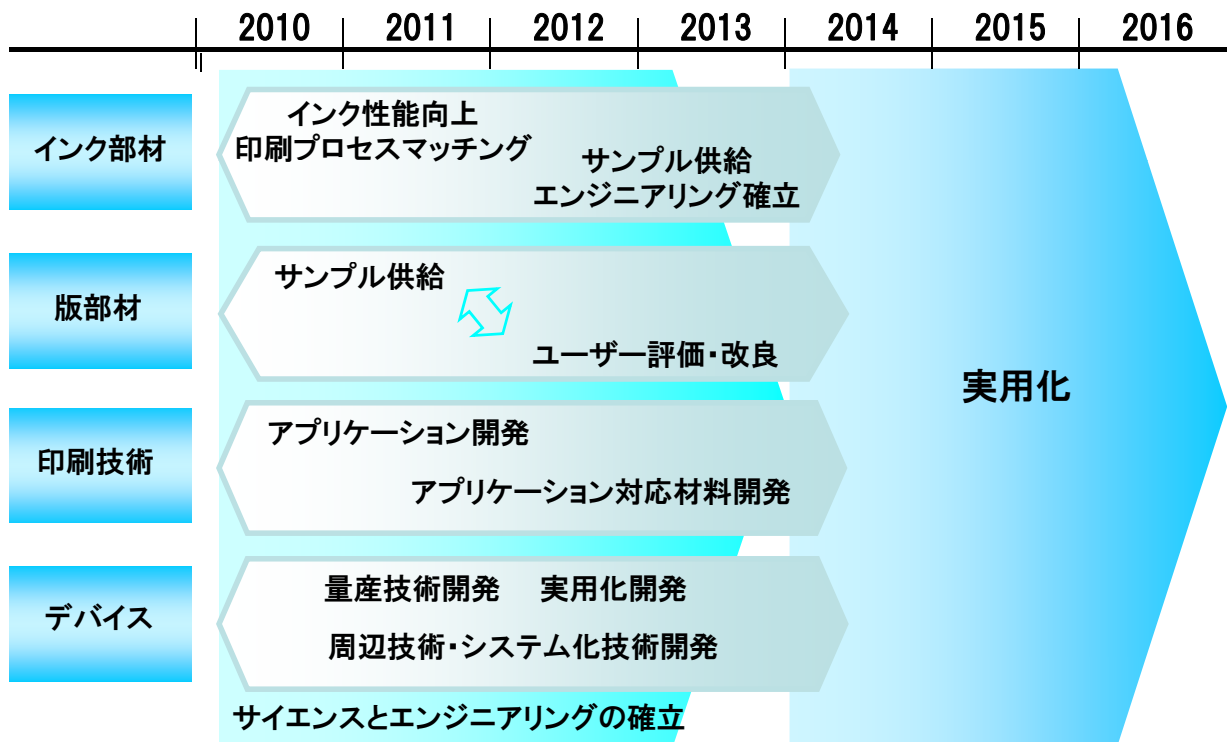 2010 2011 2012 2013 2014 2015 2016
インク部材
インク性能向上
印刷プロセスマッチング
サンプル供給
エンジニアリング確立
版部材
サンプル供給
ユーザー評価・改良
印刷技術
アプリケーション開発
アプリケーション対応材料開発
デバイス
量産技術開発 実用化開発
周辺技術・システム化技術開発
サイエンスとエンジニアリングの確立
実用化